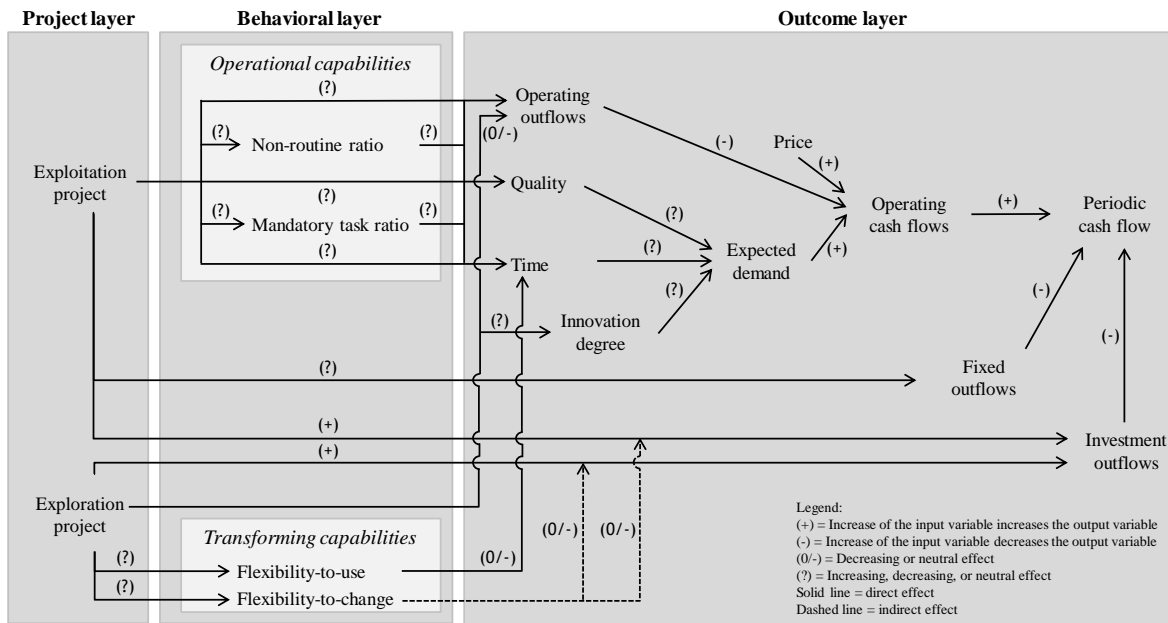 Project layer
Behavioral layer
Outcome layer
Operational capabilities
(?)
Operating
outflows
(0/-)
(?)
Non-routine ratio
(?)
(-)
Price
(+)
Exploitation
project
(?)
Quality
(?)
Mandatory task ratio
(?)
(?)
Operating
cash flows
(+)
Periodic
cash flow
(?)
Time
(?)
Expected
demand
(+)
(?)
(?)
Innovation
degree
(-)
(-)
(?)
Fixed
outflows
(+)
(+)
Investment
outflows
Exploration
project
Transforming capabilities
(0/-)
(0/-)
(0/-)
(?)
Flexibility-to-use
(?)
Flexibility-to-change
Legend:
(+) = Increase of the input variable increases the output variable
(-) = Increase of the input variable decreases the output variable
(0/-) = Decreasing or neutral effect
(?) = Increasing, decreasing, or neutral effect
Solid line = direct effect
Dashed line = indirect effect